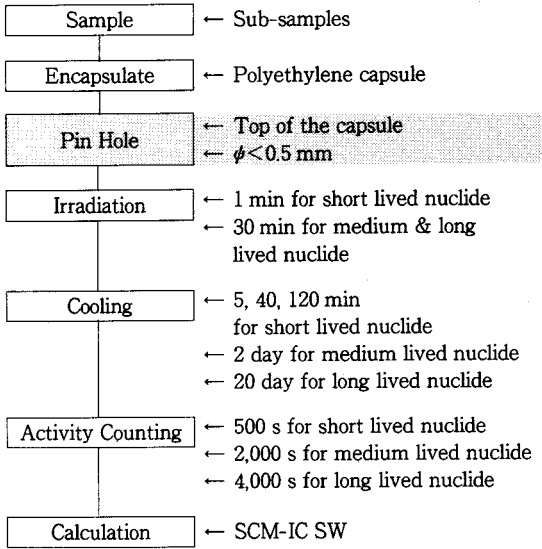 Sample ← Sub-samples
Encapsulate ← Polyethylene capsule
Pin Hole ← Top of the capsule
← ϕ<0.5 mm
Irradiation ← 1 min for short lived nuclide
← 30 min for medium & long
lived nuclide
Cooling ← 5, 40, 120 min
for short lived nuclide
← 2 day for medium lived nuclide
← 20 day for long lived nuclide
Activity Counting ← 500 s for short lived nuclide
← 2,000 s for medium lived nuclide
← 4,000 s for long lived nuclide
Calculation ← SCM-IC SW